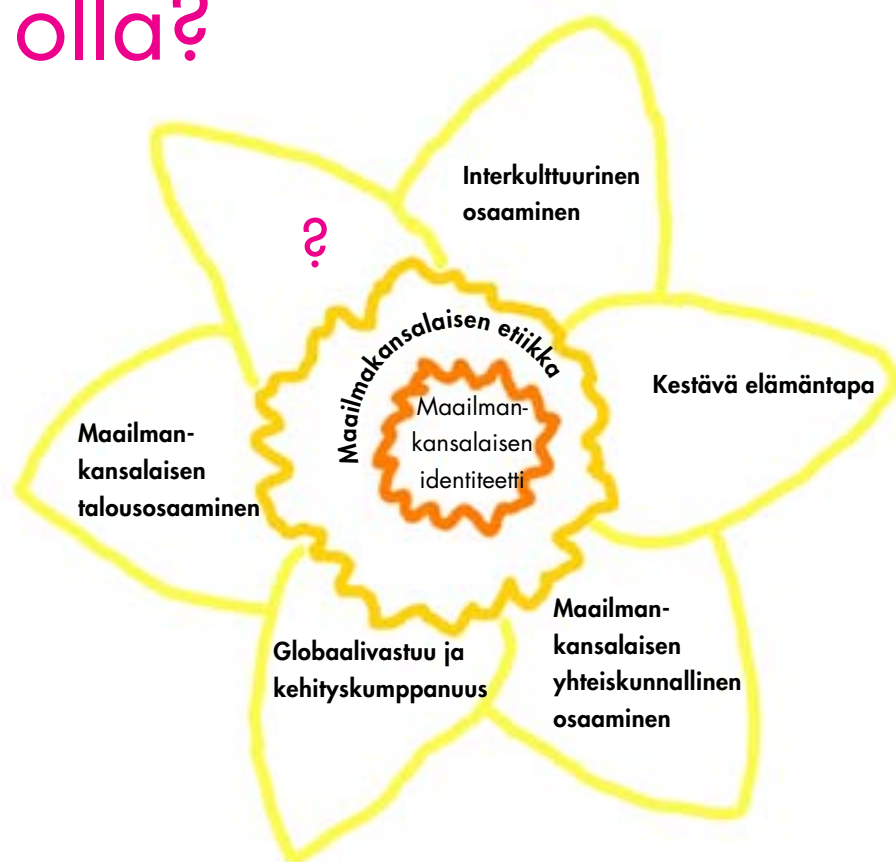 olla?
Interkulttuurinen
osaaminen
?
Maailmakansalaisen etiikka
Kestävä elämäntapa
Maailman-
kansalaisen
identiteetti
Maailman-
kansalaisen
talousosaaminen
Maailman-
kansalaisen
yhteiskunnallinen
osaaminen
Globaalivastuu ja
kehityskumppanuus